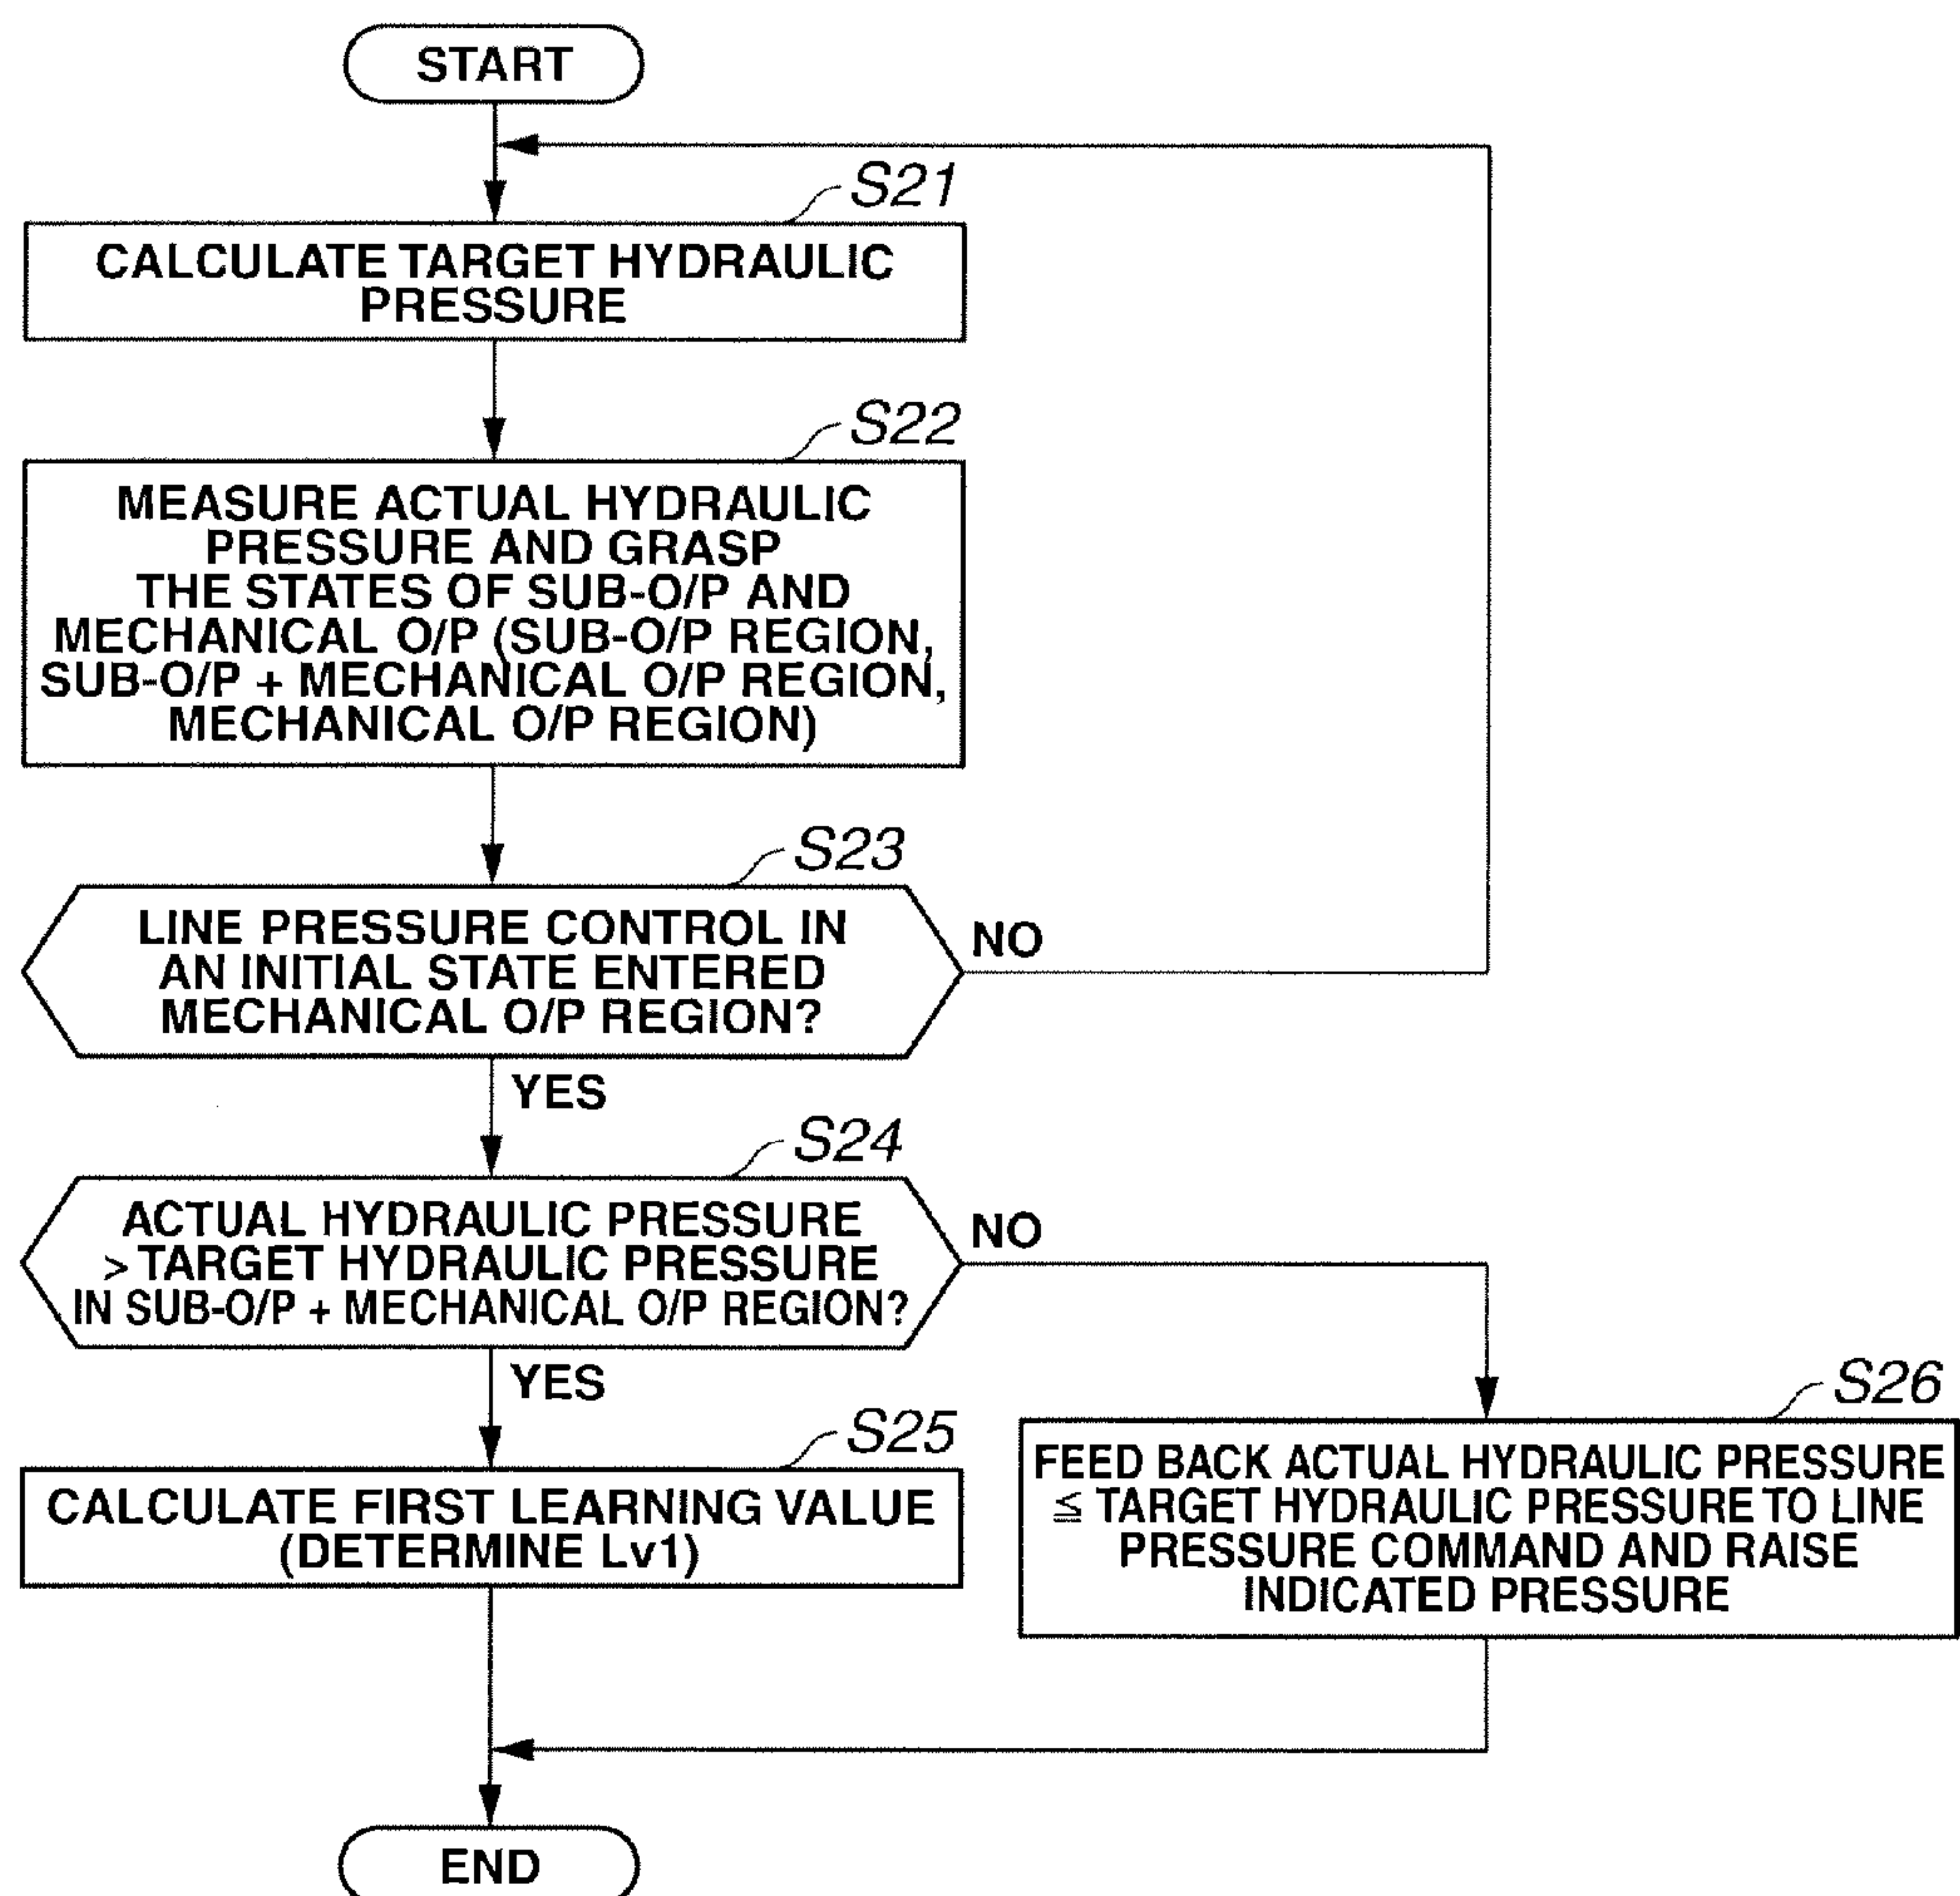 START
S21
CALCULATE TARGET HYDRAULIC
PRESSURE
S22
MEASURE ACTUAL HYDRAULIC
PRESSURE AND GRASP
THE STATES OF SUB-O/P AND
MECHANICAL O/P (SUB-O/P REGION,
SUB-O/P + MECHANICAL O/P REGION,
MECHANICAL O/P REGION)
S23
LINE PRESSURE CONTROL IN
AN INITIAL STATE ENTERED
MECHANICAL O/P REGION?
NO
YES
S24
ACTUAL HYDRAULIC PRESSURE
> TARGET HYDRAULIC PRESSURE
IN SUB-O/P + MECHANICAL O/P REGION?
NO
YES
S25
CALCULATE FIRST LEARNING VALUE
(DETERMINE Lv1)
S26
FEED BACK ACTUAL HYDRAULIC PRESSURE
≦ TARGET HYDRAULIC PRESSURE TO LINE
PRESSURE COMMAND AND RAISE
INDICATED PRESSURE
END